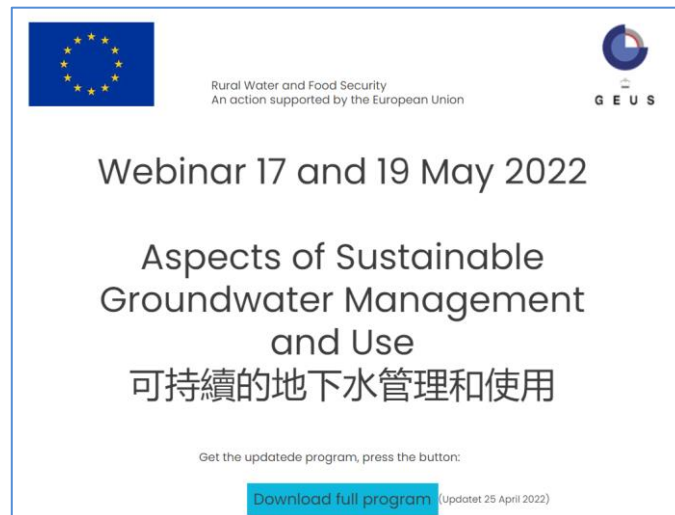 Rural Water and Food Security
An action supported by the European Union
G E U S
Webinar 17 and 19 May 2022
Aspects of Sustainable
Groundwater Management
and Use
可持續的地下水管理和使用
Get the updatede program, press the button:
Download full program (Updatet 25 April 2022)